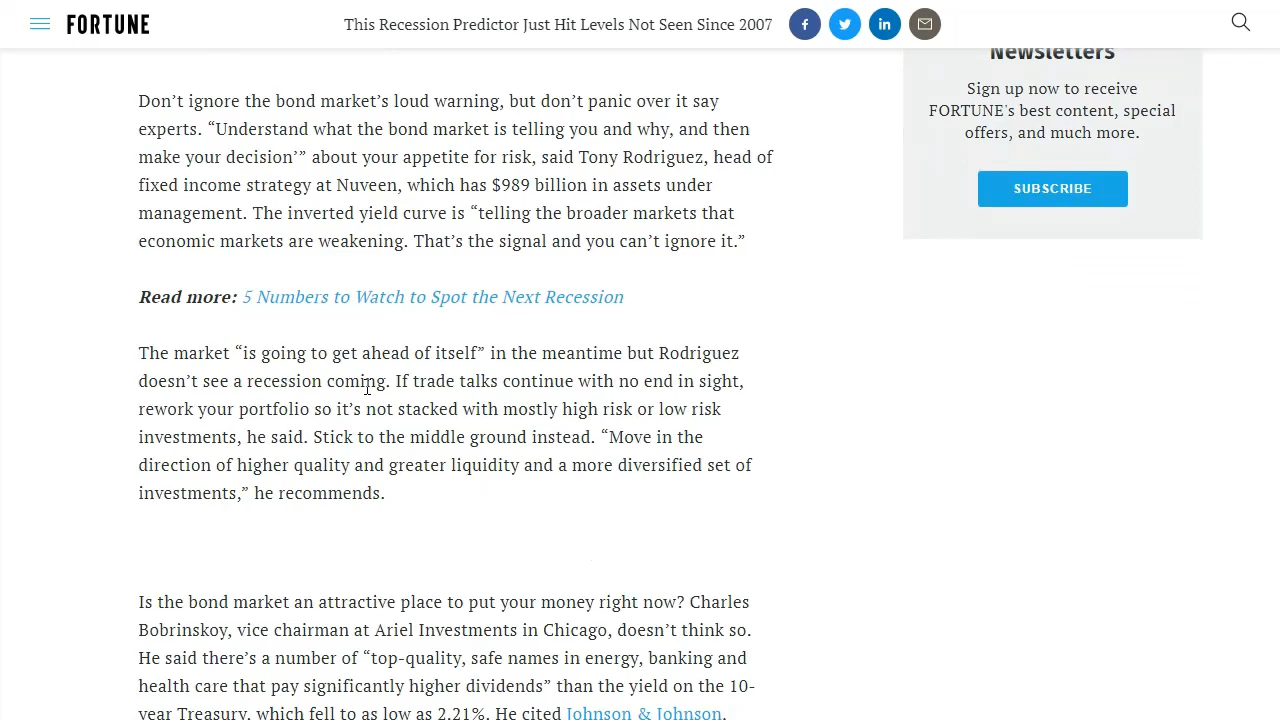 FORTUNE
This Recession Predictor Just Hit Levels Not Seen Since 2007
Don’t ignore the bond market’s loud warning, but don’t panic over it say
experts. “Understand what the bond market is telling you and why, and then
make your decision’” about your appetite for risk, said Tony Rodriguez, head of
fixed income strategy at Nuveen, which has $989 billion in assets under
management. The inverted yield curve is “telling the broader markets that
economic markets are weakening. That’s the signal and you can’t ignore it.”
Read more: 5 Numbers to Watch to Spot the Next Recession
The market “is going to get ahead of itself” in the meantime but Rodriguez
doesn’t see a recession coming. If trade talks continue with no end in sight,
rework your portfolio so it’s not stacked with mostly high risk or low risk
investments, he said. Stick to the middle ground instead. “Move in the
direction of higher quality and greater liquidity and a more diversified set of
investments,” he recommends.
Is the bond market an attractive place to put your money right now? Charles
Bobrinskoy, vice chairman at Ariel Investments in Chicago, doesn’t think so.
He said there’s a number of “top-quality, safe names in energy, banking and
health care that pay significantly higher dividends” than the yield on the 10-
year Treasury, which fell to as low as 2.21%. He cited Johnson & Johnson,
Newsletters
Sign up now to receive
FORTUNE's best content, special
offers, and much more.
SUBSCRIBE